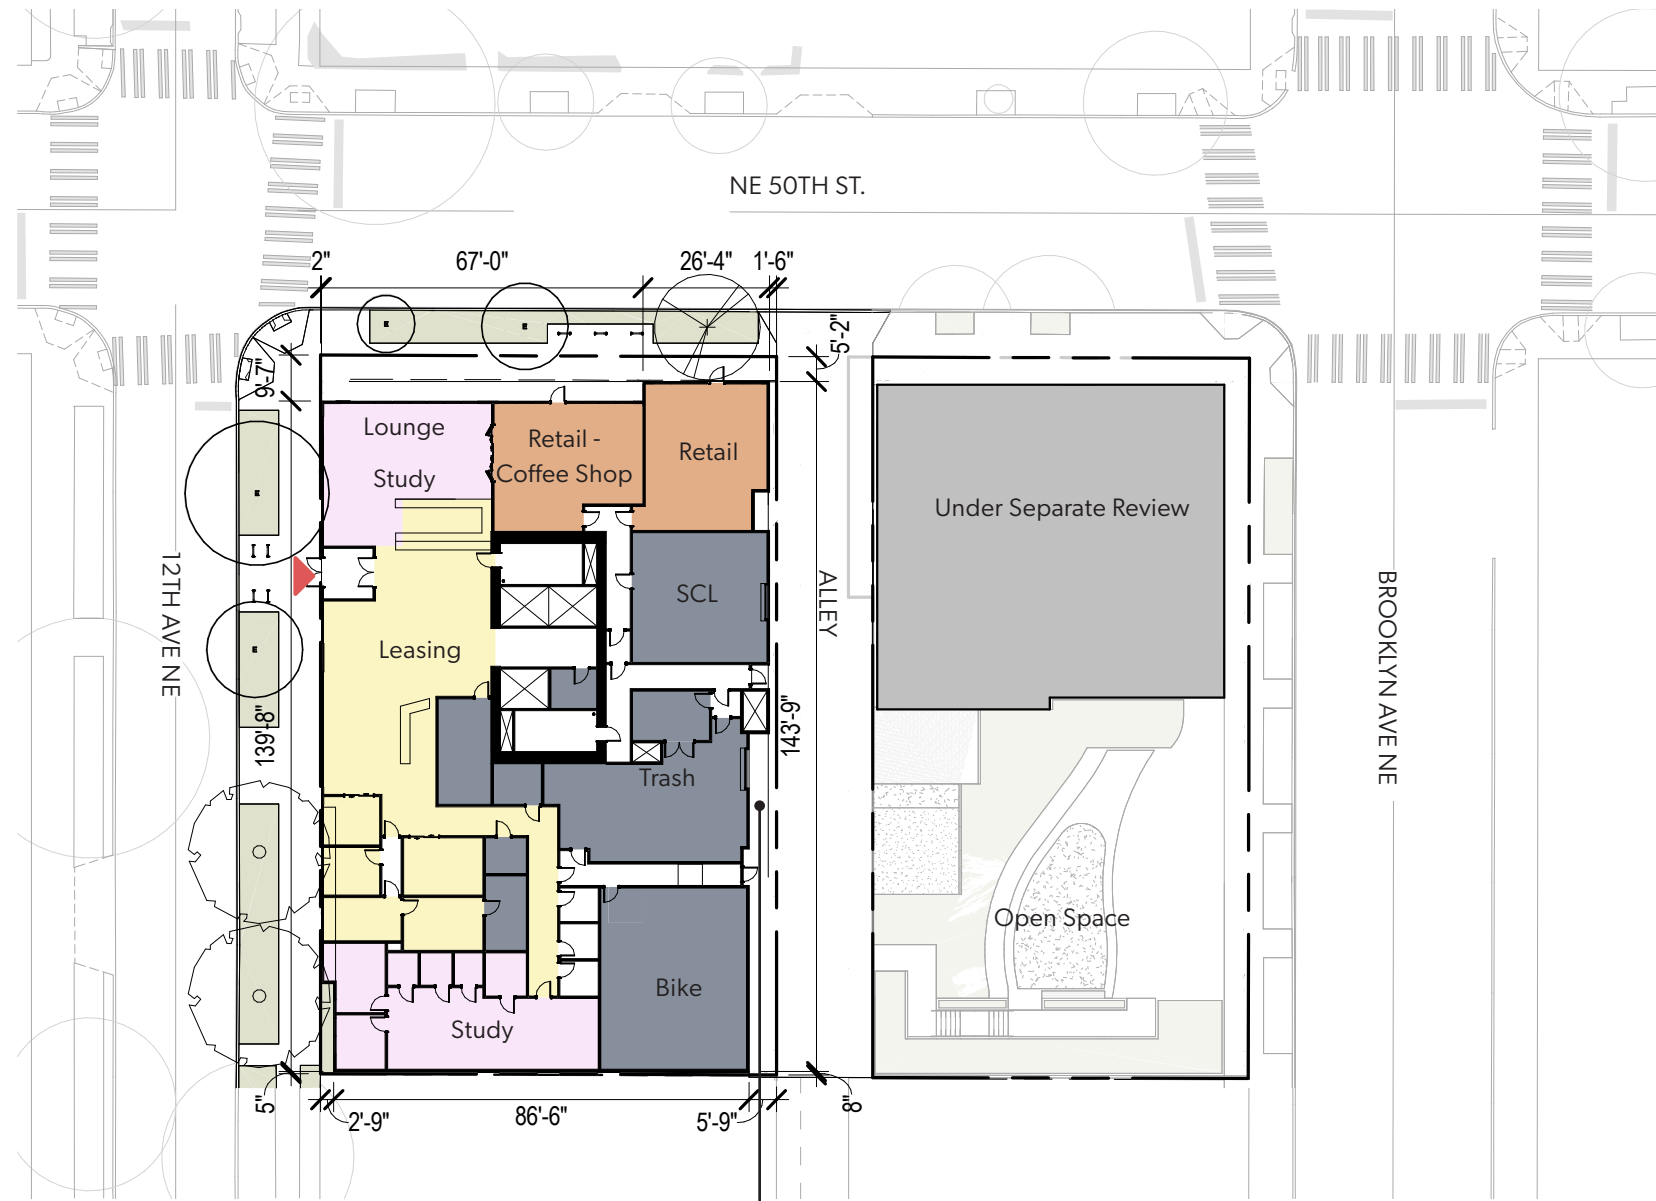 NE 50TH ST.
2"
67'-0"
26'-4"
1'-6"
5'-2"
9'-7"
Lounge
Study
Retail -
Coffee Shop
Retail
Under Separate Review
12TH AVE NE
SCL
ALLEY
BROOKLYN AVE NE
Leasing
139'-8"
143'-9"
Trash
Open Space
Bike
Study
5"
2'-9"
86'-6"
5'-9"
8"